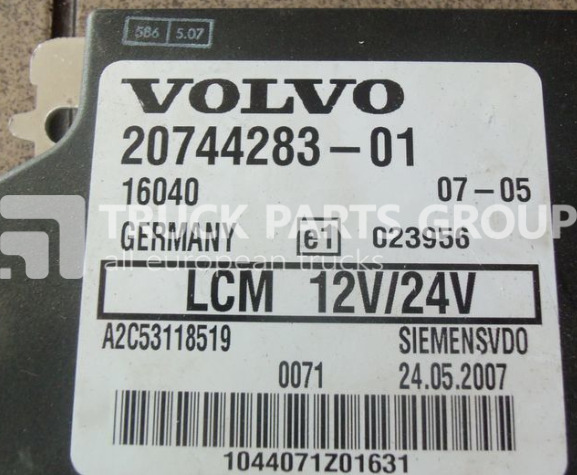 586 5.07
VOLVO
20744283-01
16040 07-05
TRUCK PARTS GROUP
GERMANY e1 023956
all european trucks
LCM 12V/24V
A2C53118519 SIEMENSVDO
0071 24.05.2007
1044071Z01631